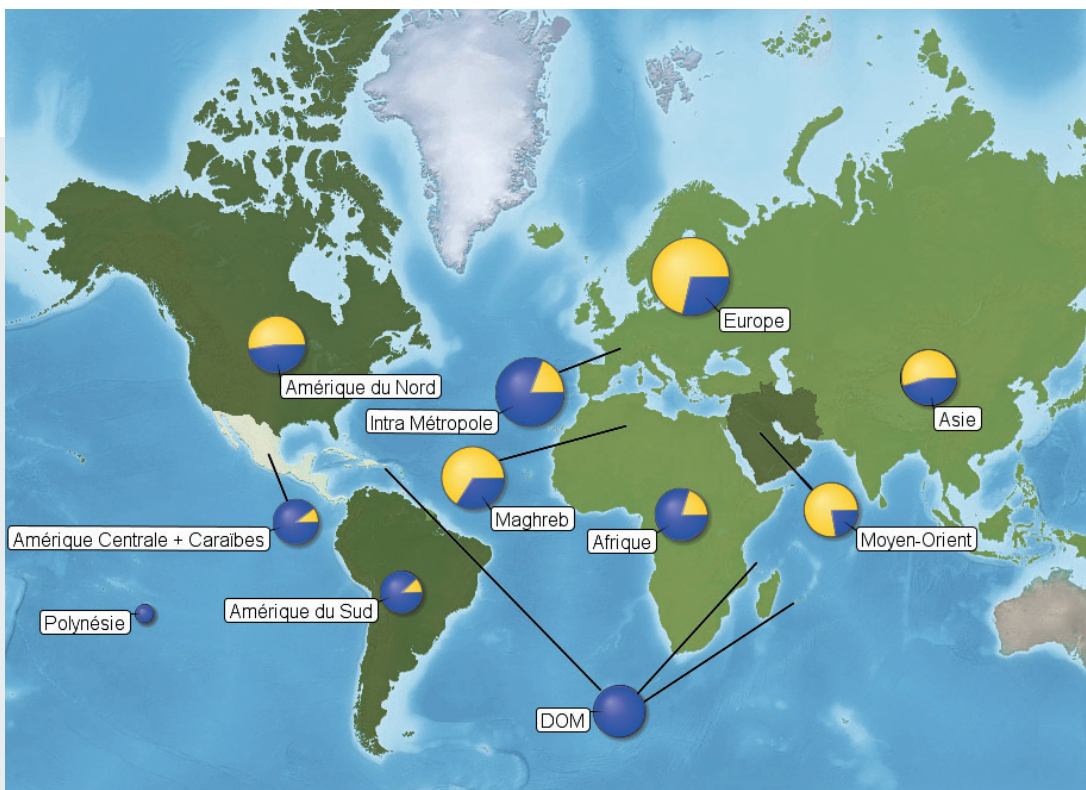 Europe
Amérique du Nord
Intra Métropole
Asie
Maghreb
Afrique
Moyen-Orient
Amérique Centrale + Caraïbes
Amérique du Sud
Polynésie
DOM